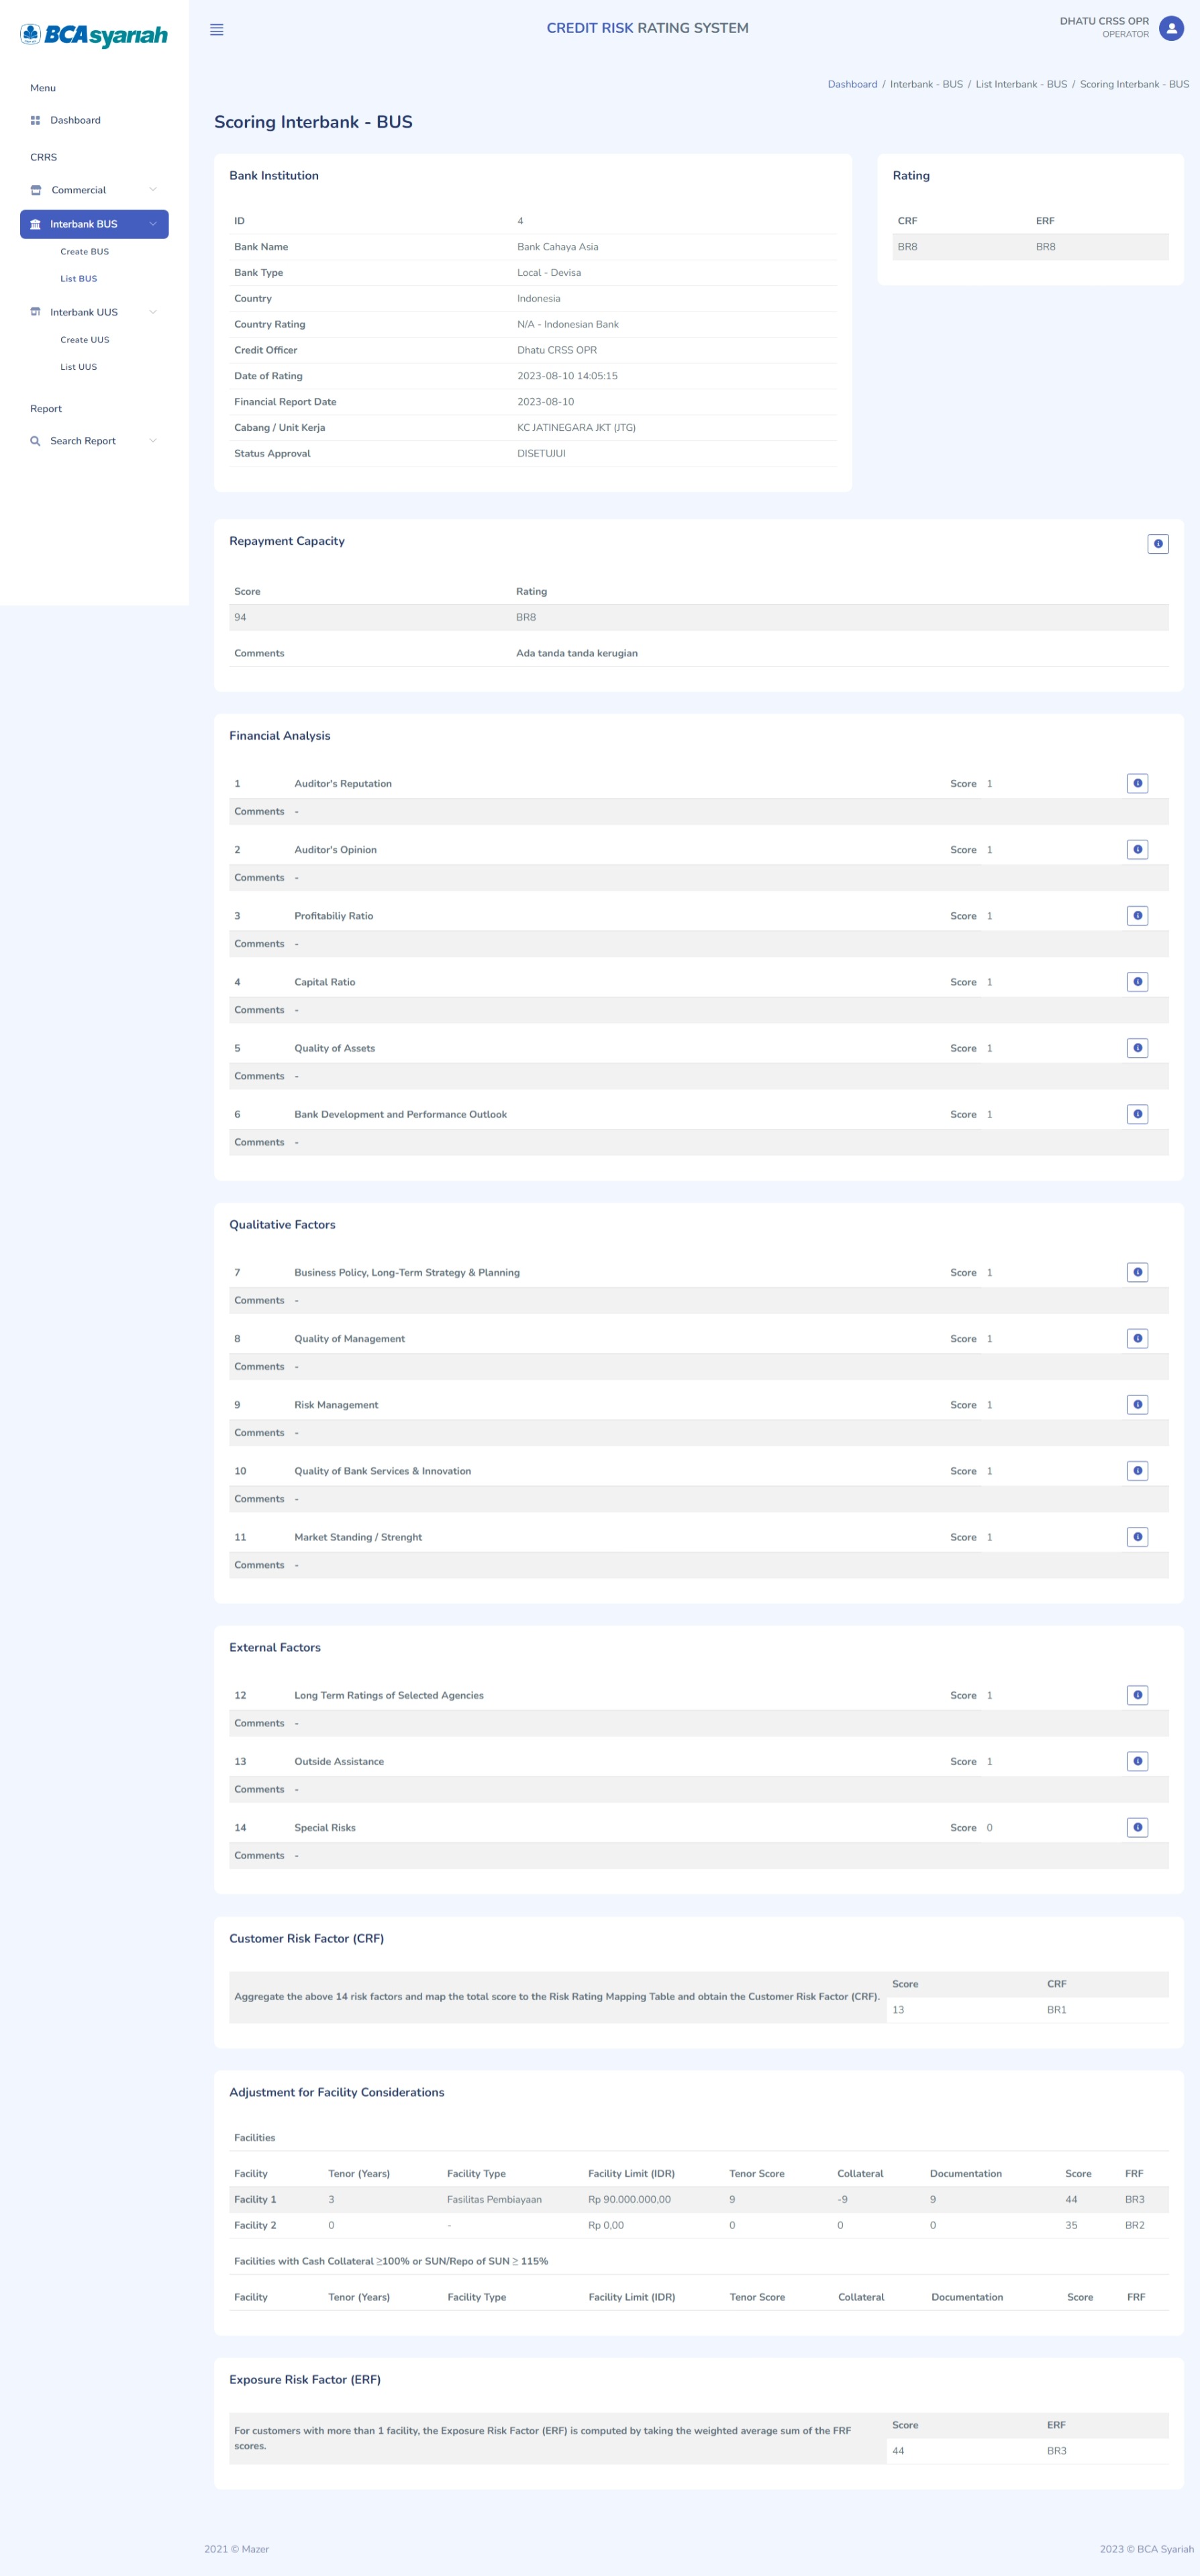 BCA syariah
CREDIT RISK RATING SYSTEM
DHATU CRSS OPR
OPERATOR
Menu
Dashboard
CRRS
Commercial
Interbank BUS
Create BUS
List BUS
Interbank UUS
Create UUS
List UUS
Report
Search Report
Dashboard / Interbank - BUS / List Interbank - BUS / Scoring Interbank - BUS
Scoring Interbank - BUS
Bank Institution
ID 4
Bank Name Bank Cahaya Asia
Bank Type Local - Devisa
Country Indonesia
Country Rating N/A - Indonesian Bank
Credit Officer Dhatu CRSS OPR
Date of Rating 2023-08-10 14:05:15
Financial Report Date 2023-08-10
Cabang / Unit Kerja KC JATINEGARA JKT (JTG)
Status Approval DISETUJUI
Rating
CRF ERF
BR8 BR8
Repayment Capacity
Score Rating
94 BR8
Comments Ada tanda tanda kerugian
Financial Analysis
1 Auditor's Reputation Score 1
Comments -
2 Auditor's Opinion Score 1
Comments -
3 Profitabiliy Ratio Score 1
Comments -
4 Capital Ratio Score 1
Comments -
5 Quality of Assets Score 1
Comments -
6 Bank Development and Performance Outlook Score 1
Comments -
Qualitative Factors
7 Business Policy, Long-Term Strategy & Planning Score 1
Comments -
8 Quality of Management Score 1
Comments -
9 Risk Management Score 1
Comments -
10 Quality of Bank Services & Innovation Score 1
Comments -
11 Market Standing / Strenght Score 1
Comments -
External Factors
12 Long Term Ratings of Selected Agencies Score 1
Comments -
13 Outside Assistance Score 1
Comments -
14 Special Risks Score 0
Comments -
Customer Risk Factor (CRF)
Score CRF
Aggregate the above 14 risk factors and map the total score to the Risk Rating Mapping Table and obtain the Customer Risk Factor (CRF).
13 BR1
Adjustment for Facility Considerations
Facilities
Facility Tenor (Years) Facility Type Facility Limit (IDR) Tenor Score Collateral Documentation Score FRF
Facility 1 3 Fasilitas Pembiayaan Rp 90.000.000,00 9 -9 9 44 BR3
Facility 2 0 - Rp 0,00 0 0 0 35 BR2
Facilities with Cash Collateral ≥100% or SUN/Repo of SUN ≥ 115%
Facility Tenor (Years) Facility Type Facility Limit (IDR) Tenor Score Collateral Documentation Score FRF
Exposure Risk Factor (ERF)
Score ERF
For customers with more than 1 facility, the Exposure Risk Factor (ERF) is computed by taking the weighted average sum of the FRF
scores.
44 BR3
2021 © Mazer
2023 © BCA Syariah